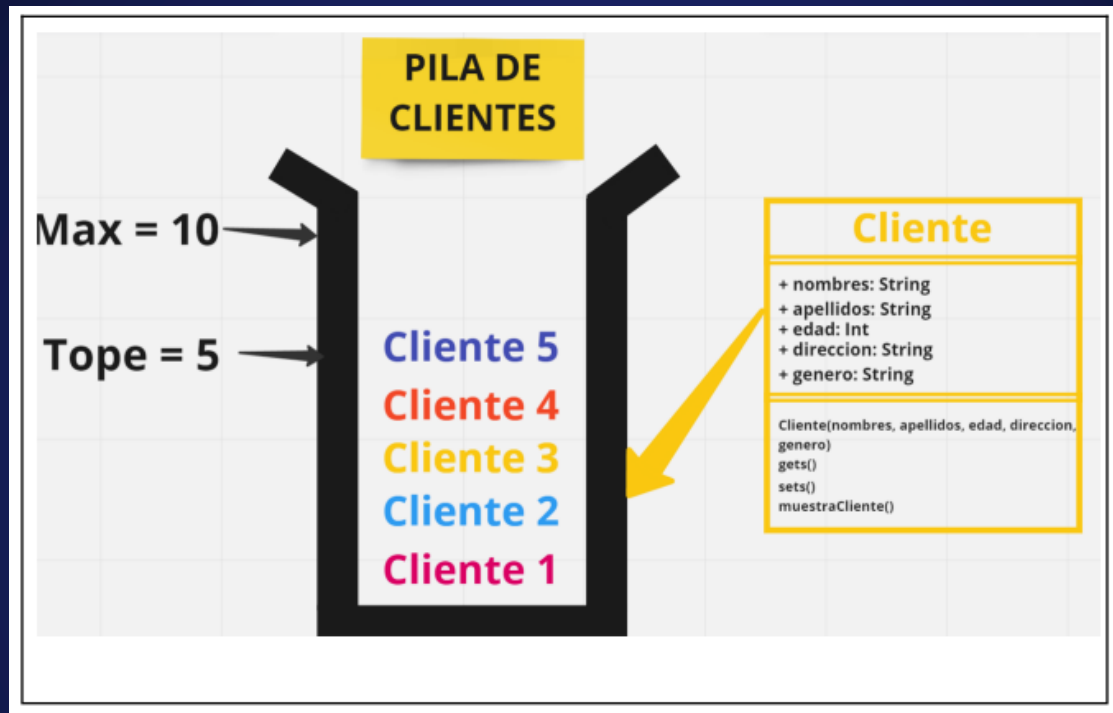 PILA DE
CLIENTES
Max = 10
Tope = 5
Cliente 5
Cliente 4
Cliente 3
Cliente 2
Cliente 1
Cliente
+ nombres: String
+ apellidos: String
+ edad: Int
+ direccion: String
+ genero: String
Cliente(nombres, apellidos, edad, direccion,
genero)
gets()
sets()
muestraCliente()